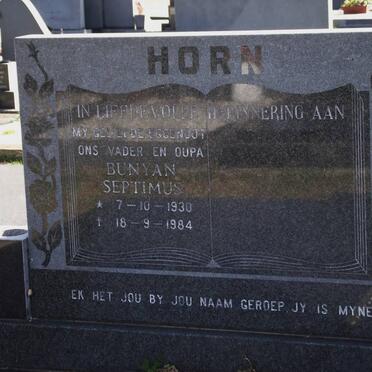 HORN
IN LIEFDEVOLLE HERINNERING AAN
MY GELIEFDE EGGENOOT
ONS VADER EN OUPA
BUNYAN
SEPTIMUS
* 7-10-1930
† 18-9-1984
EK HET JOU BY JOU NAAM GEROEP, JY IS MYNE